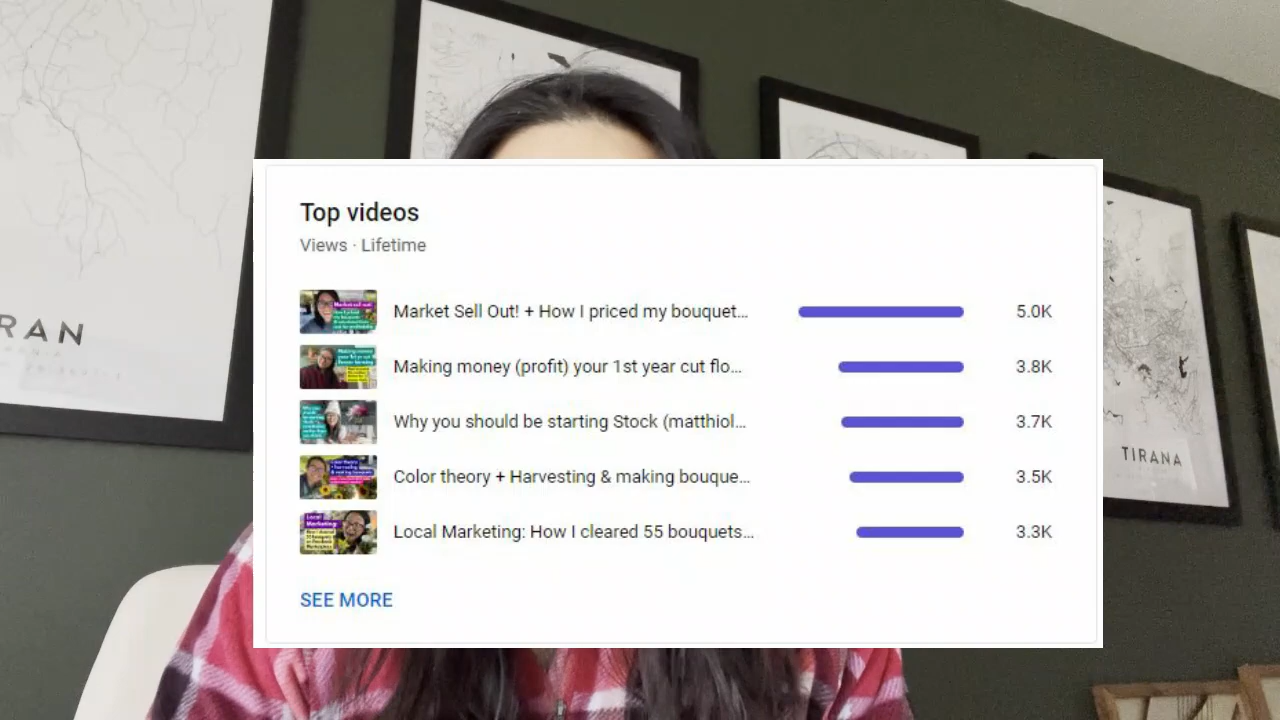 RAN
TIRANA
Top videos
Views · Lifetime
Market Sell Out! + How I priced my bouquet... 5.0K
Making money (profit) your 1st year cut flo... 3.8K
Why you should be starting Stock (matthiol... 3.7K
Color theory + Harvesting & making bouque... 3.5K
Local Marketing: How I cleared 55 bouquets... 3.3K
SEE MORE